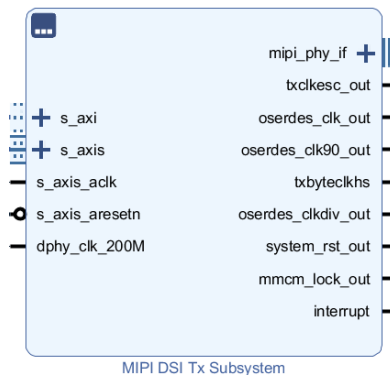 mipi_phy_if
txclkesc_out
s_axi
oserdes_clk_out
s_axis
oserdes_clk90_out
s_axis_aclk
txbyteclkhs
s_axis_aresetn
oserdes_clkdiv_out
dphy_clk_200M
system_rst_out
mmcm_lock_out
interrupt
MIPI DSI Tx Subsystem